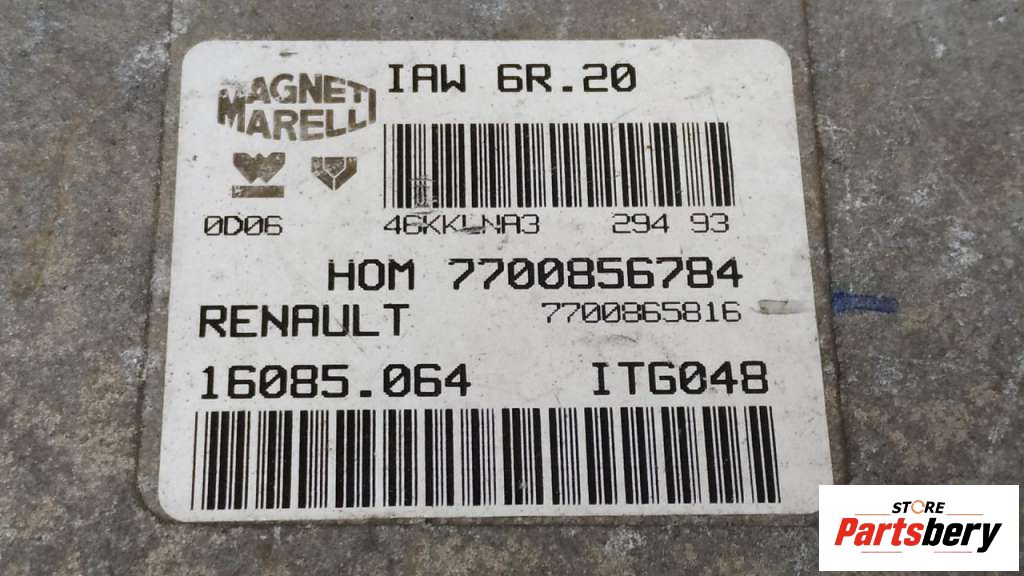 MAGNETI
MARELLI
IAW 6R.20
0D06
46KKLNA3 294 93
HOM 7700856784
RENAULT 7700865816
16085.064 ITG048
STORE
Partsbery